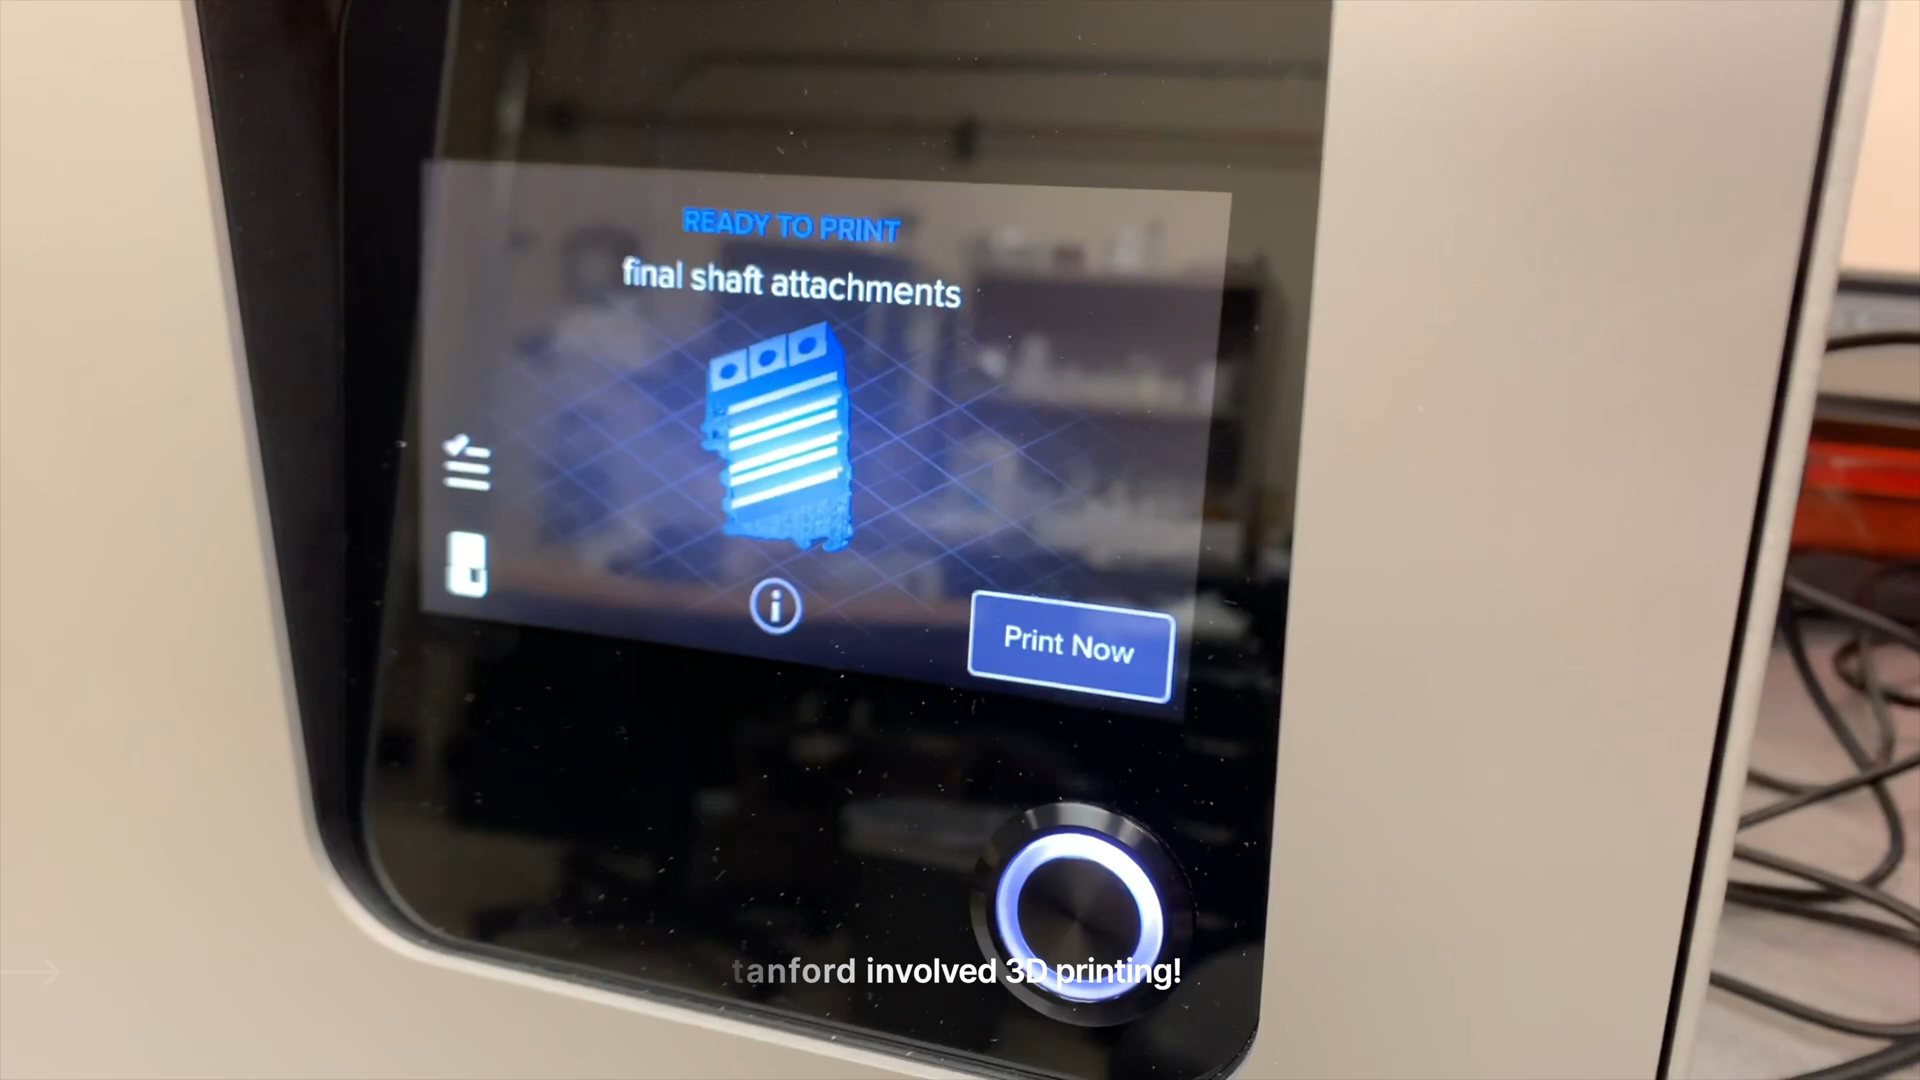 READY TO PRINT
final shaft attachments
Print Now
tanford involved 3D printing!